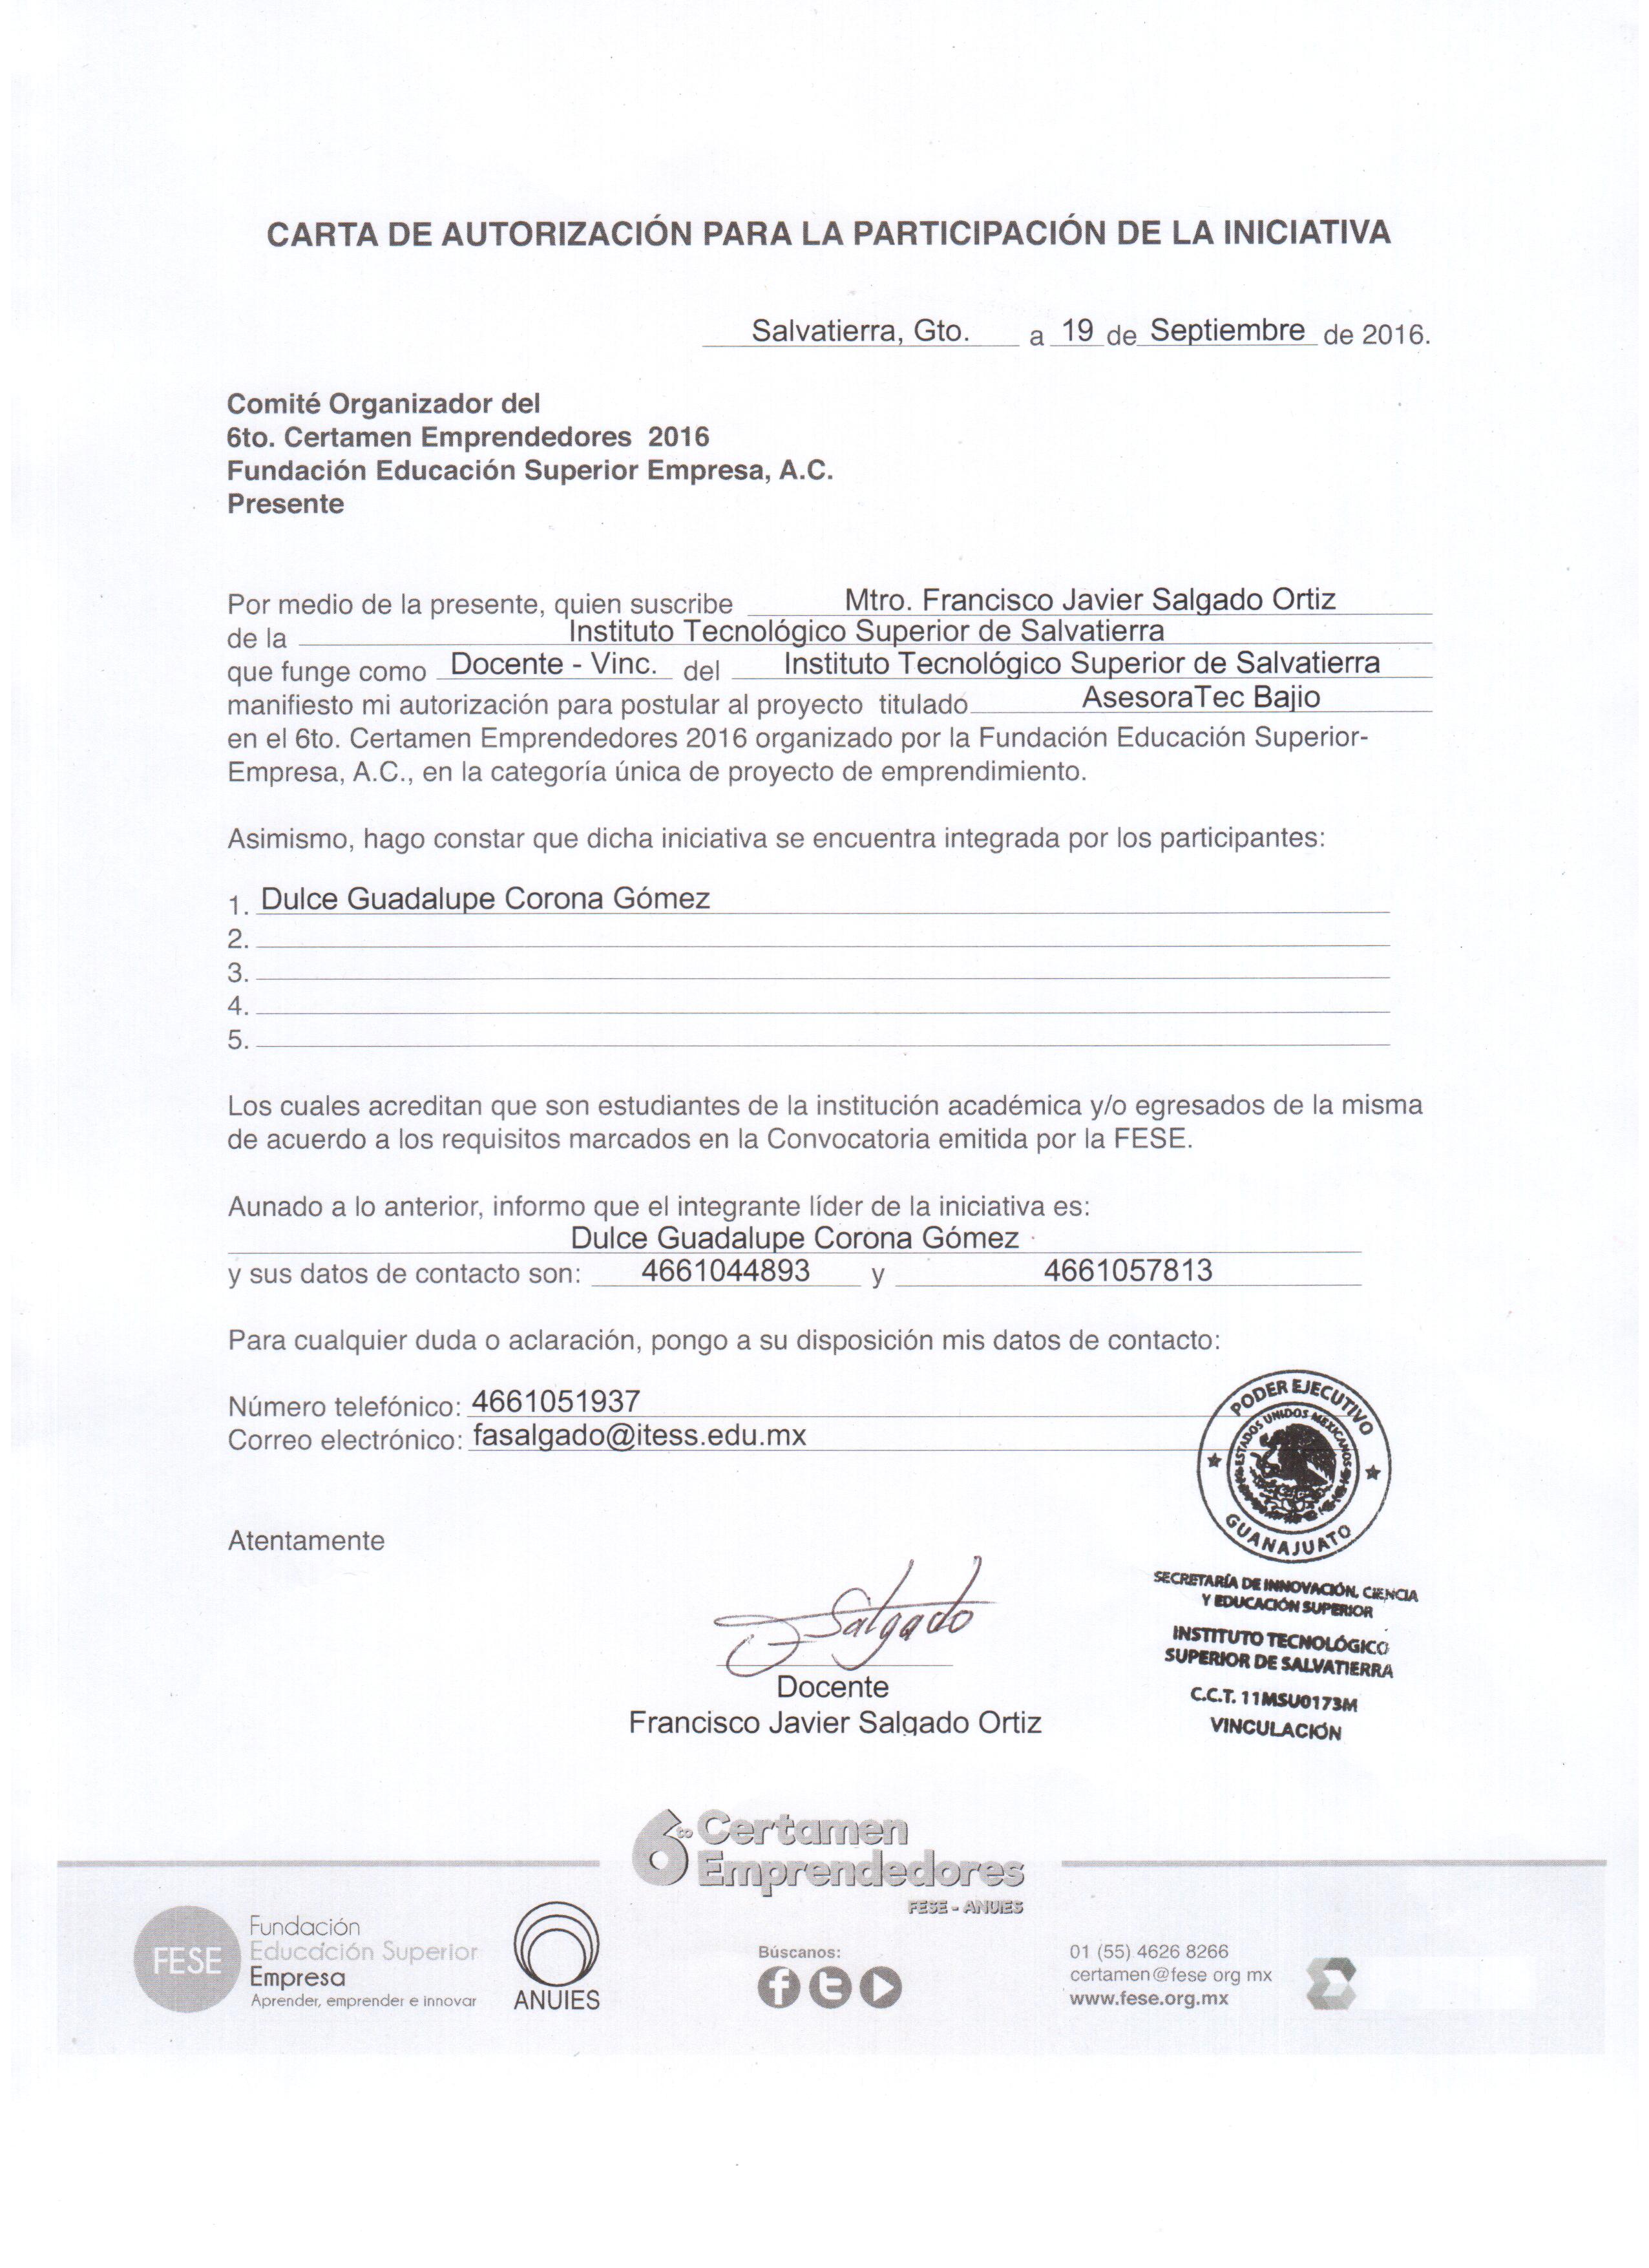 CARTA DE AUTORIZACIÓN PARA LA PARTICIPACIÓN DE LA INICIATIVA
Salvatierra, Gto. a 19 de Septiembre de 2016.
Comité Organizador del
6to. Certamen Emprendedores 2016
Fundación Educación Superior Empresa, A.C.
Presente
Por medio de la presente, quien suscribe Mtro. Francisco Javier Salgado Ortiz
de la Instituto Tecnológico Superior de Salvatierra
que funge como Docente - Vinc. del Instituto Tecnológico Superior de Salvatierra
manifiesto mi autorización para postular al proyecto titulado AsesoraTec Bajio
en el 6to. Certamen Emprendedores 2016 organizado por la Fundación Educación Superior-
Empresa, A.C., en la categoría única de proyecto de emprendimiento.
Asimismo, hago constar que dicha iniciativa se encuentra integrada por los participantes:
1. Dulce Guadalupe Corona Gómez
2.
3.
4.
5.
Los cuales acreditan que son estudiantes de la institución académica y/o egresados de la misma
de acuerdo a los requisitos marcados en la Convocatoria emitida por la FESE.
Aunado a lo anterior, informo que el integrante líder de la iniciativa es:
Dulce Guadalupe Corona Gómez
y sus datos de contacto son: 4661044893 y 4661057813
Para cualquier duda o aclaración, pongo a su disposición mis datos de contacto:
Número telefónico: 4661051937
Correo electrónico: fasalgado@itess.edu.mx
PODER EJECUTIVO
ESTADOS UNIDOS MEXICANOS
GUANAJUATO
Atentamente
SECRETARÍA DE INNOVACIÓN, CIENCIA
Y EDUCACIÓN SUPERIOR
INSTITUTO TECNOLÓGICO
SUPERIOR DE SALVATIERRA
C.C.T. 11MSU0173M
VINCULACIÓN
Salgado
Docente
Francisco Javier Salgado Ortiz
6to Certamen
Emprendedores
FESE - ANUIES
FESE
Fundación
Educación Superior
Empresa
Aprender, emprender e innovar
ANUIES
Búscanos:
01 (55) 4626 8266
certamen@fese org mx
www.fese.org.mx